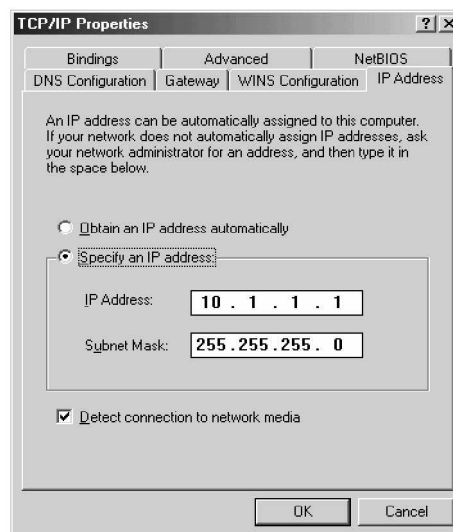 TCP/IP Properties ? ×
Bindings Advanced NetBIOS
DNS Configuration Gateway WINS Configuration IP Address
An IP address can be automatically assigned to this computer.
If your network does not automatically assign IP addresses, ask
your network administrator for an address, and then type it in
the space below.
Obtain an IP address automatically
Specify an IP address:
IP Address: 10 . 1 . 1 . 1
Subnet Mask: 255.255.255. 0
Detect connection to network media
OK Cancel